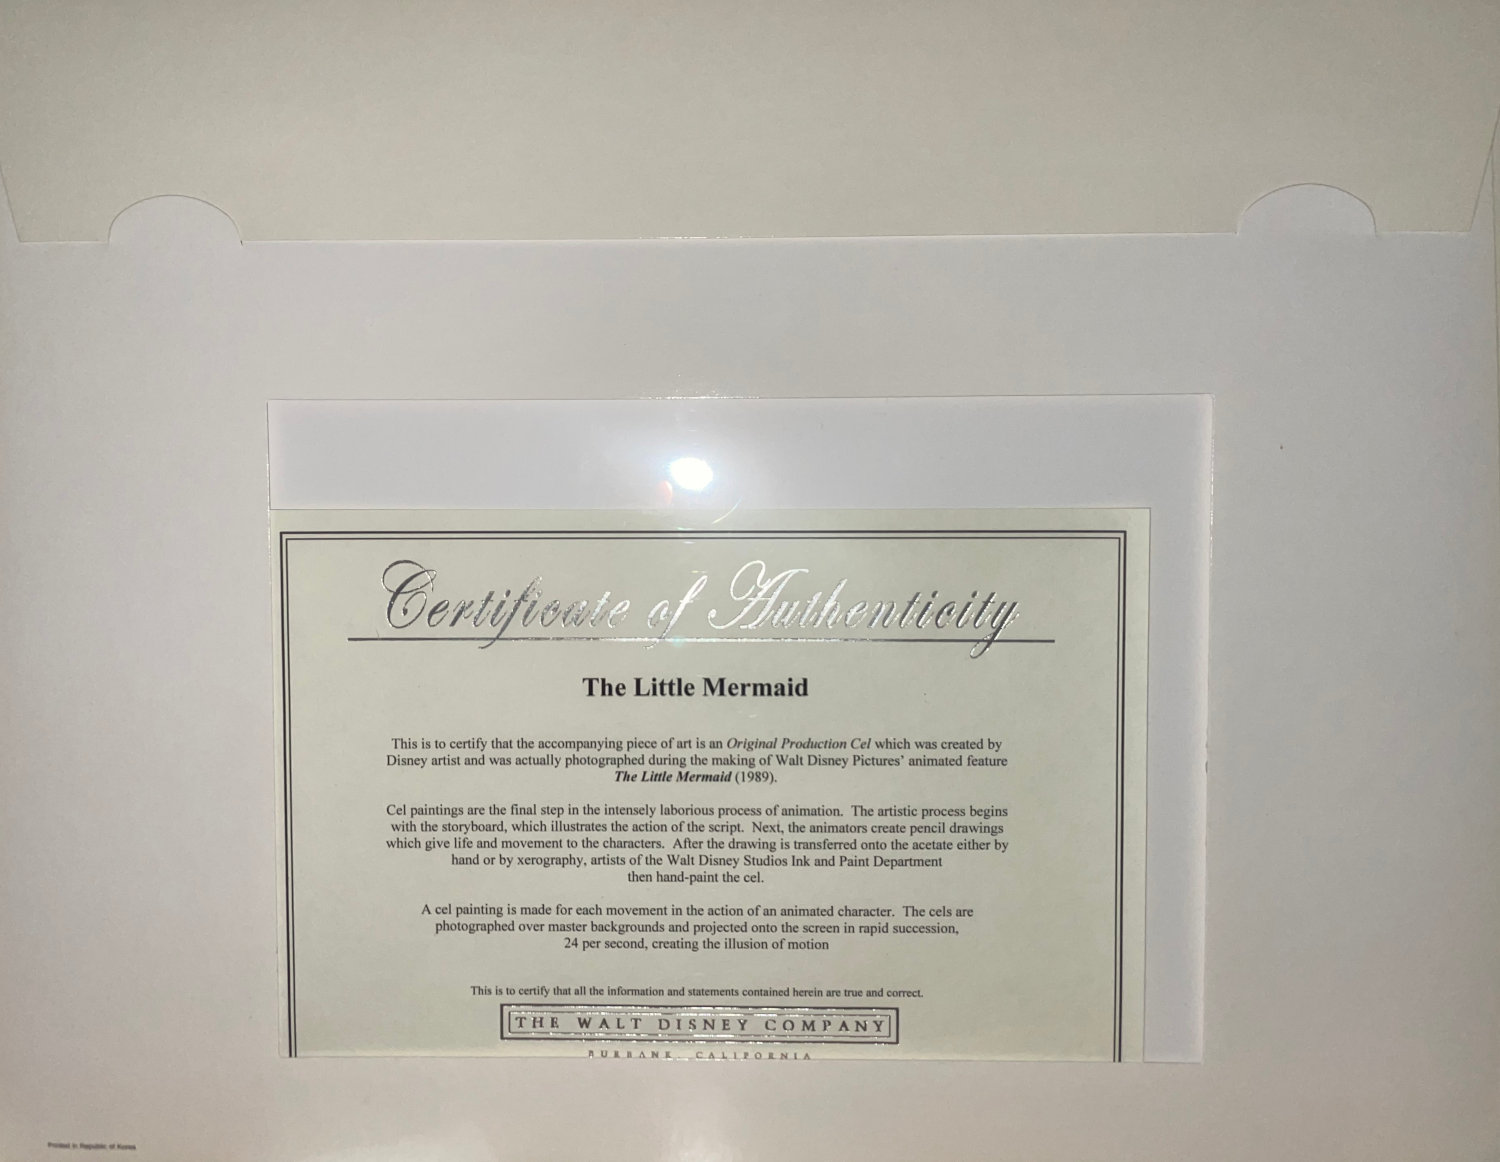 Certificate of Authenticity
The Little Mermaid
This is to certify that the accompanying piece of art is an Original Production Cel which was created by
Disney artist and was actually photographed during the making of Walt Disney Pictures' animated feature
The Little Mermaid (1989).
Cel paintings are the final step in the intensely laborious process of animation. The artistic process begins
with the storyboard, which illustrates the action of the script. Next, the animators create pencil drawings
which give life and movement to the characters. After the drawing is transferred onto the acetate either by
hand or by xerography, artists of the Walt Disney Studios Ink and Paint Department
then hand-paint the cel.
A cel painting is made for each movement in the action of an animated character. The cels are
photographed over master backgrounds and projected onto the screen in rapid succession,
24 per second, creating the illusion of motion
This is to certify that all the information and statements contained herein are true and correct.
THE WALT DISNEY COMPANY
BURBANK, CALIFORNIA
Printed in Republic of Korea